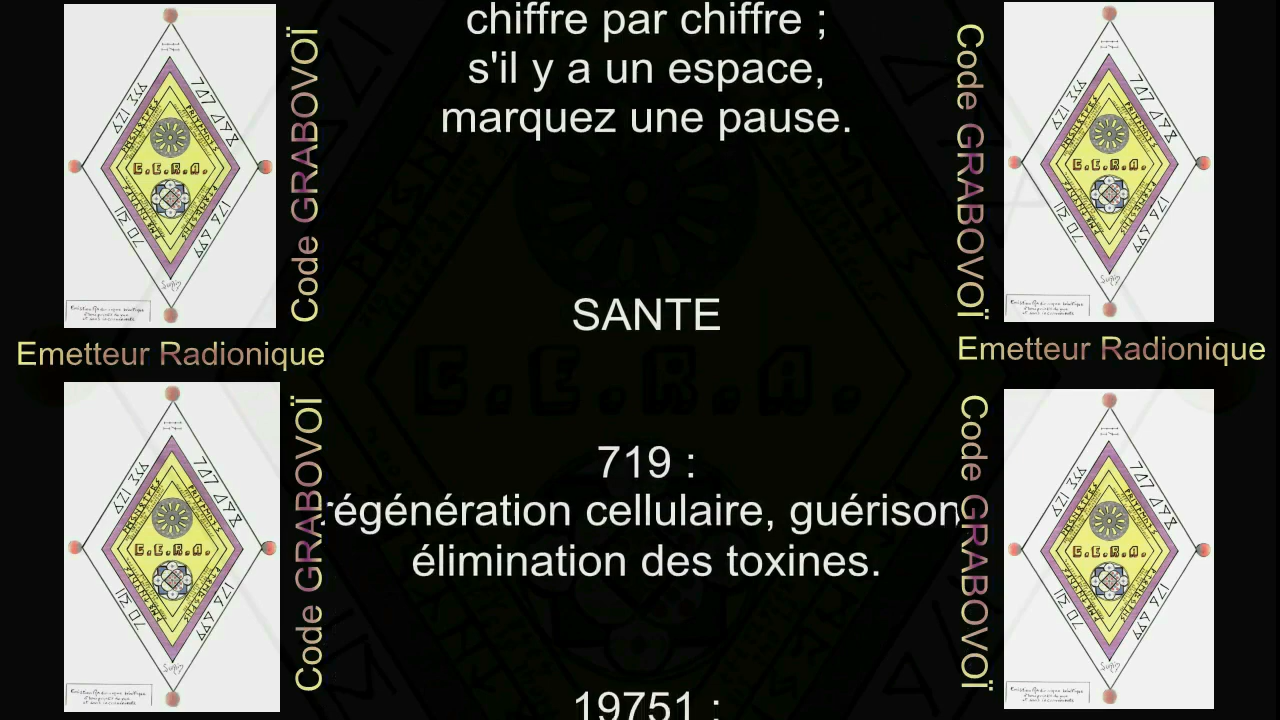 chiffre par chiffre ;
s'il y a un espace,
marquez une pause.
SANTE
719 :
régénération cellulaire, guérison
élimination des toxines.
19751 :
Code GRABOVOÏ
Emetteur Radionique
Code GRABOVOÏ
Code GRABOVOÏ
Emetteur Radionique
Code GRABOVOÏ
C.E.R.A.
C.E.R.A.
C.E.R.A.
C.E.R.A.
C.E.R.A.